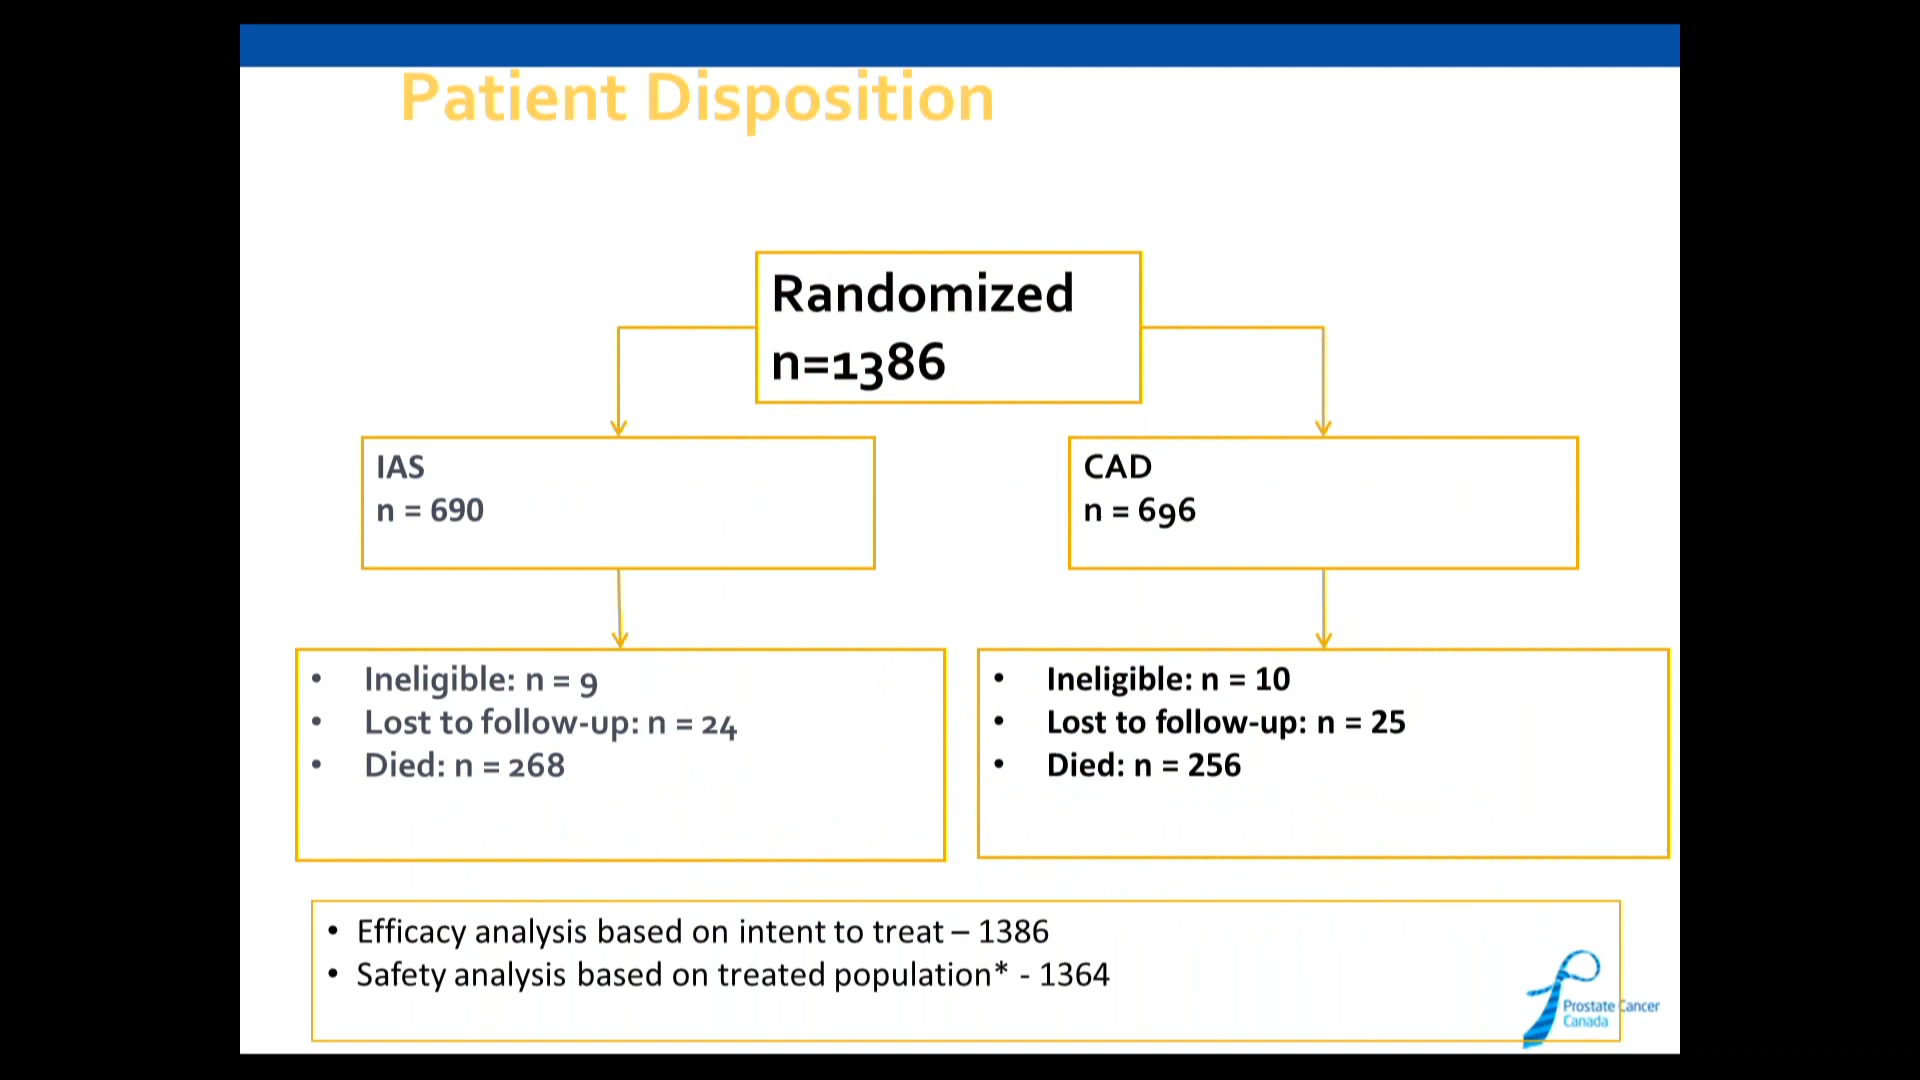 Patient Disposition
Randomized
n=1386
IAS
n = 690
CAD
n = 696
• Ineligible: n = 9
• Lost to follow-up: n = 24
• Died: n = 268
• Ineligible: n = 10
• Lost to follow-up: n = 25
• Died: n = 256
• Efficacy analysis based on intent to treat – 1386
• Safety analysis based on treated population* - 1364
Prostate Cancer
Canada